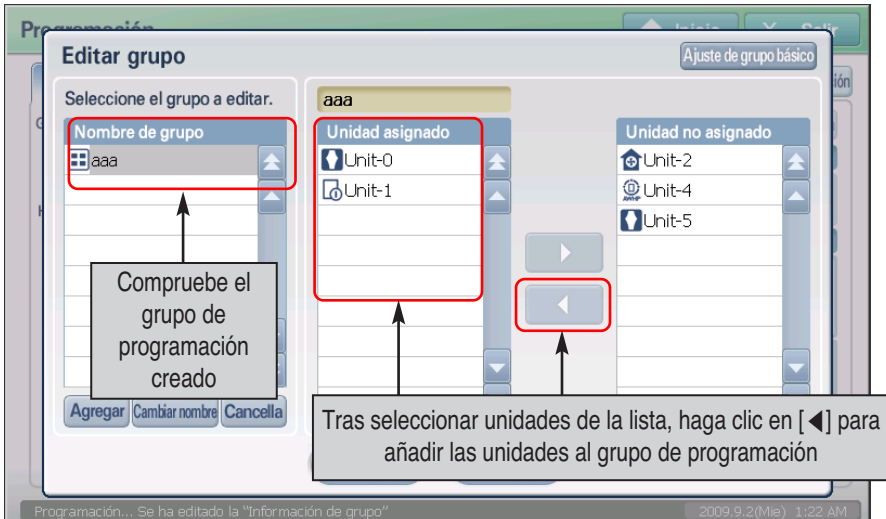 Programación
Inicio
Salir
Editar grupo
Ajuste de grupo básico
ión
Seleccione el grupo a editar.
aaa
Nombre de grupo
Unidad asignado
Unidad no asignado
aaa
Unit-0
Unit-2
Unit-1
AWHP
Unit-4
Unit-5
Compruebe el
grupo de
programación
creado
Agregar
Cambiar nombre
Cancella
Tras seleccionar unidades de la lista, haga clic en [◀] para
añadir las unidades al grupo de programación
Programación... Se ha editado la "Información de grupo"
2009.9.2(Mie) 1:22 AM